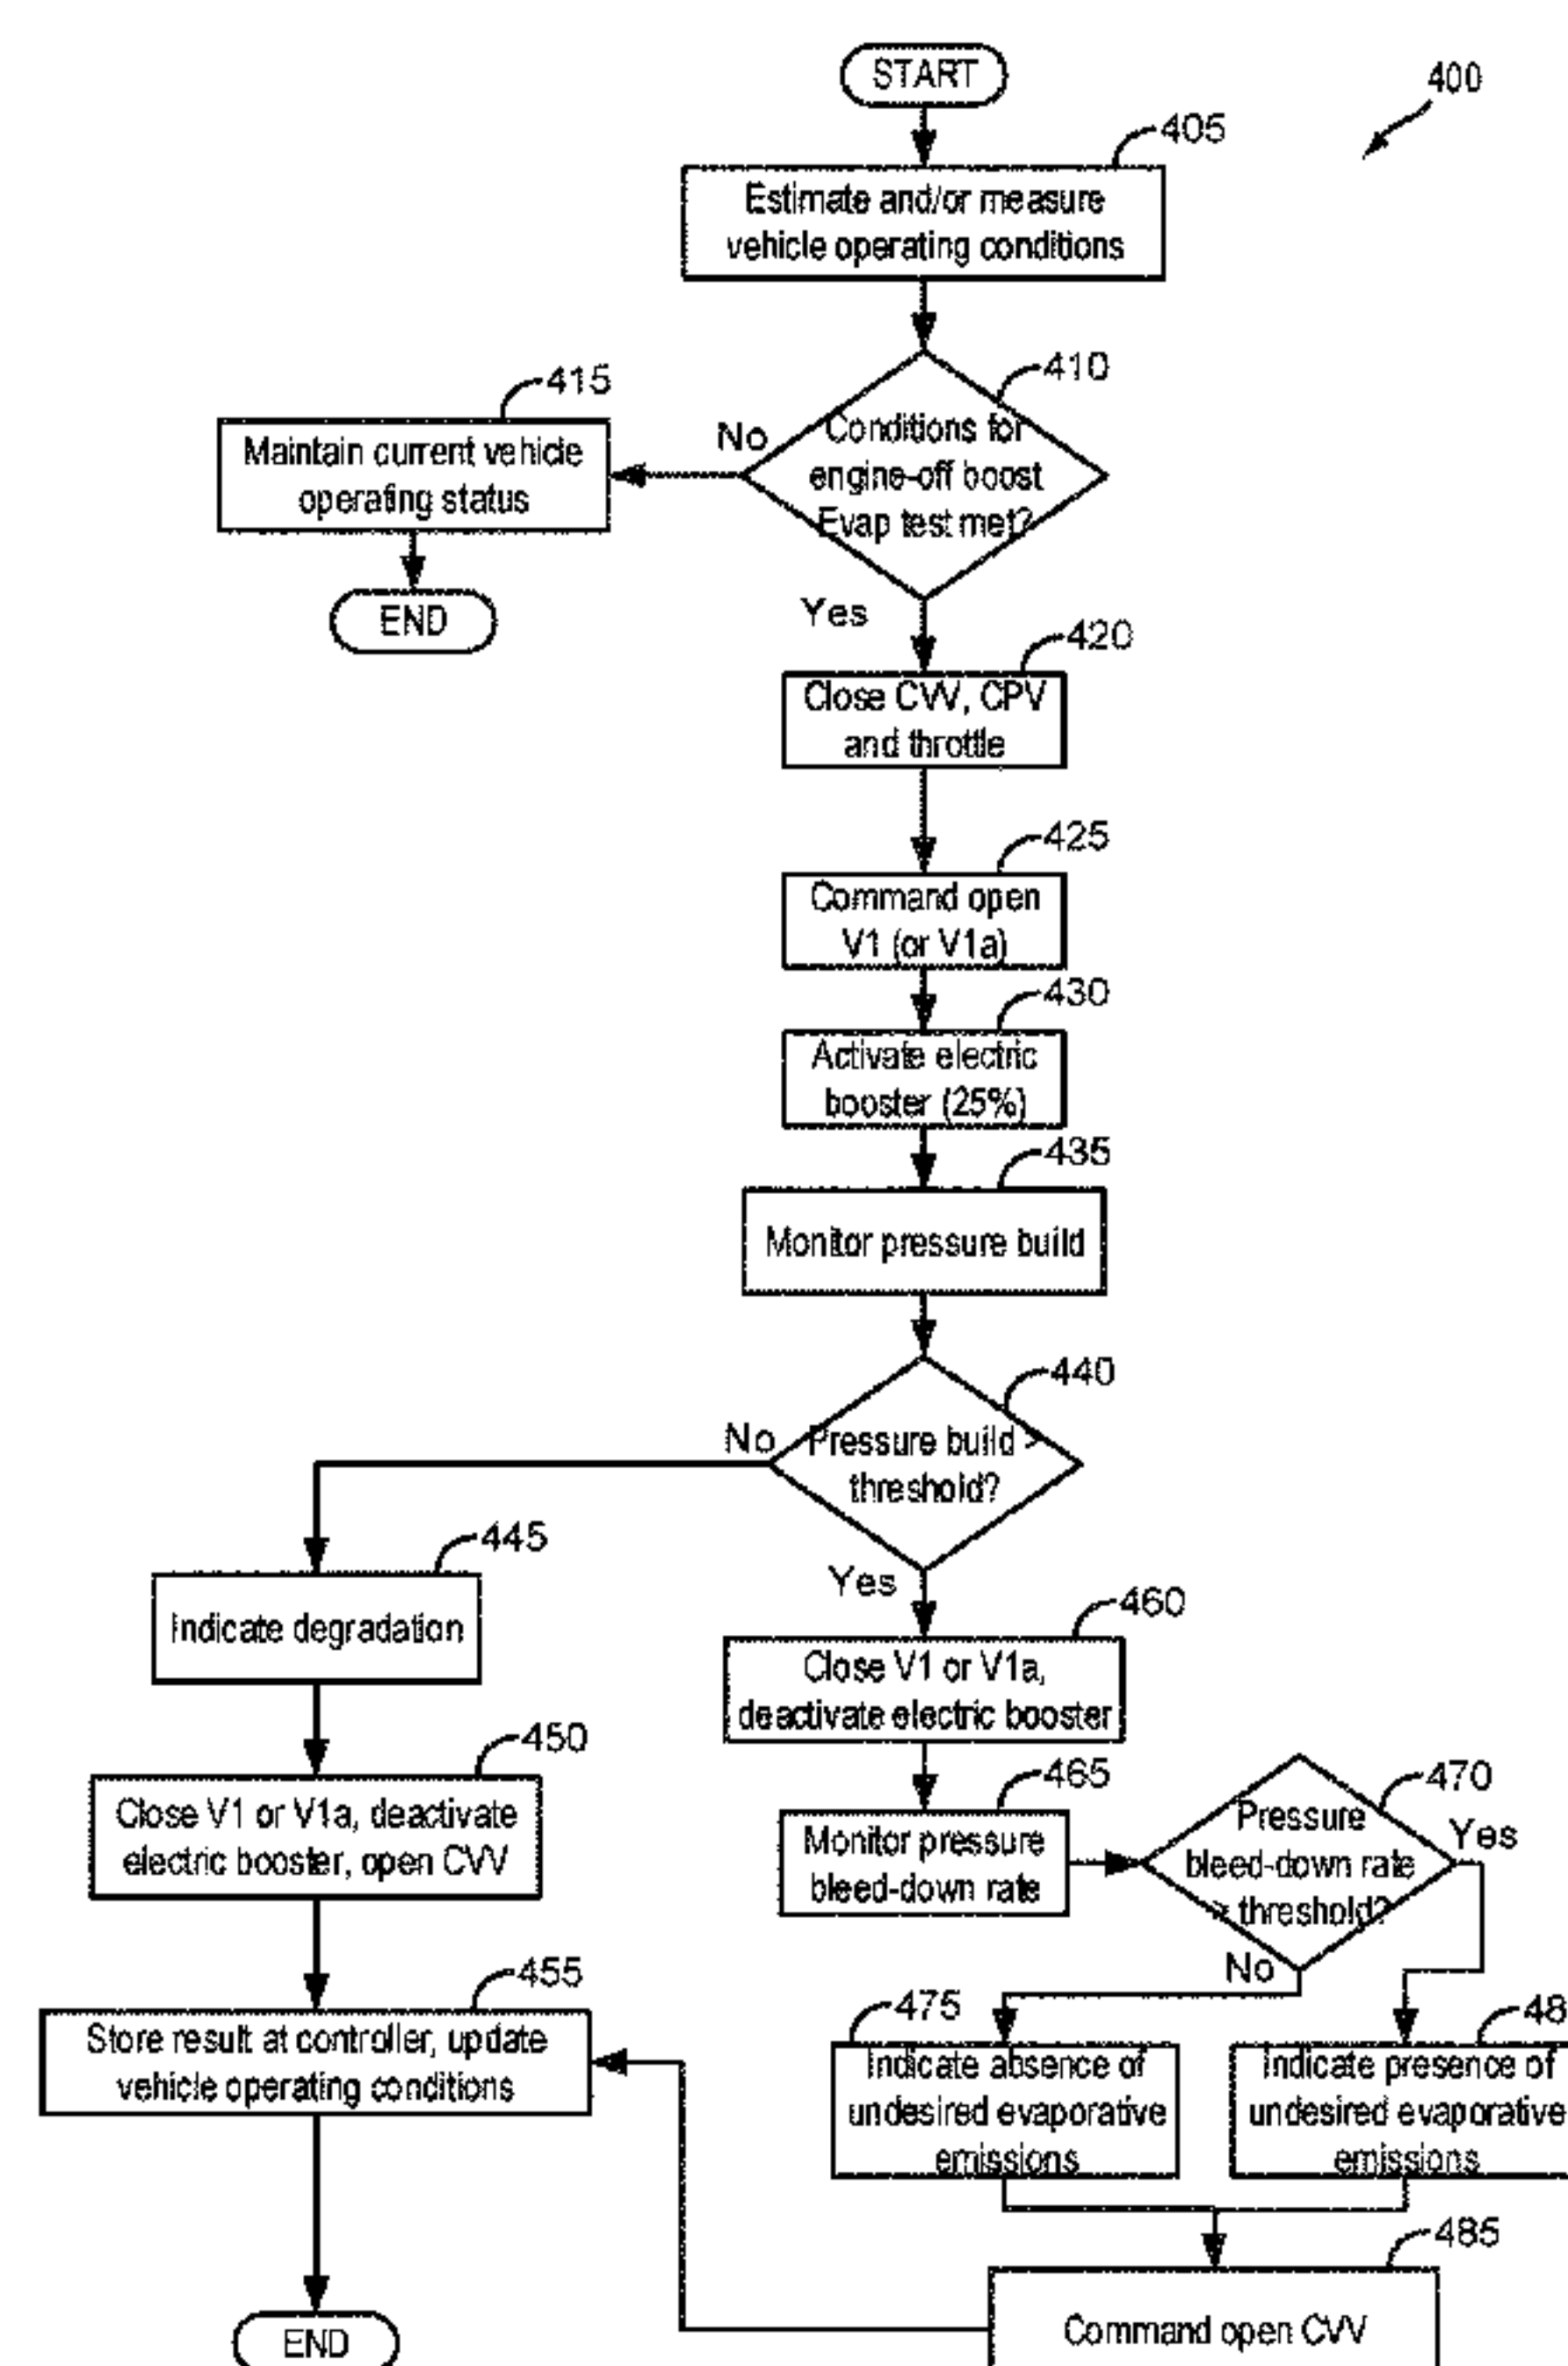 START
400
405
Estimate and/or measure
vehicle operating conditions
410
Conditions for
engine-off boost
Evap test met?
No
415
Maintain current vehicle
operating status
END
Yes
420
Close CVV, CPV
and throttle
425
Command open
V1 (or V1a)
430
Activate electric
booster (25%)
435
Monitor pressure build
440
Pressure build >
threshold?
No
445
Indicate degradation
Yes
460
Close V1 or V1a,
deactivate electric booster
450
Close V1 or V1a, deactivate
electric booster, open CVV
465
Monitor pressure
bleed-down rate
470
Pressure
bleed-down rate
> threshold?
Yes
No
455
Store result at controller, update
vehicle operating conditions
475
Indicate absence of
undesired evaporative
emissions
48
Indicate presence of
undesired evaporative
emissions
485
Command open CVV
END